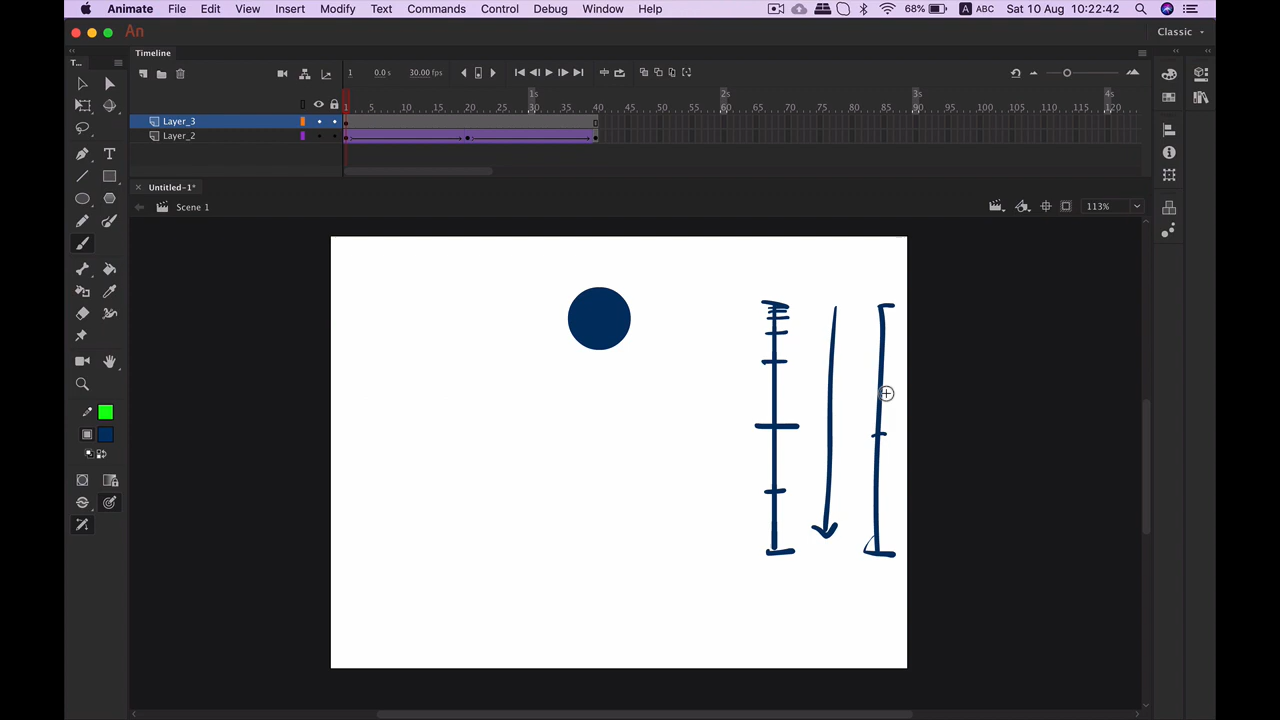 Animate File Edit View Insert Modify Text Commands Control Debug Window Help 68% A ABC Sat 10 Aug 10:22:42
An Classic
Timeline
T...
1 0.0 s 30.00 fps
1s 2s 3s 4s
1 5 10 15 20 25 30 35 40 45 50 55 60 65 70 75 80 85 90 95 100 105 110 115 120
Layer_3
Layer_2
Untitled-1*
Scene 1 113%
T